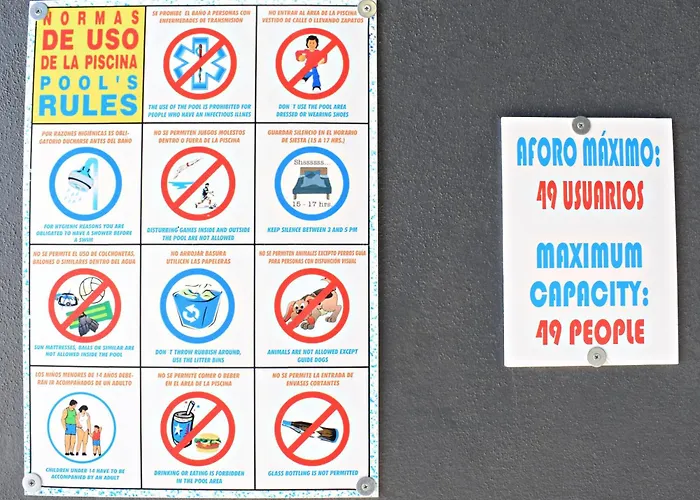 NORMAS
DE USO
DE LA PISCINA
POOL'S
RULES
SE PROHIBE EL BAÑO A PERSONAS CON
ENFERMEDADES DE TRANSMISIÓN
THE USE OF THE POOL IS PROHIBITED FOR
PEOPLE WHO HAVE AN INFECTIOUS ILLNES
NO ENTRAR AL ÁREA DE LA PISCINA
VESTIDO DE CALLE O LLEVANDO ZAPATOS
DON´T USE THE POOL AREA
DRESSED OR WEARING SHOES
POR RAZONES HIGIÉNICAS ES OBLI-
GATORIO DUCHARSE ANTES DEL BAÑO
FOR HYGIENIC REASONS YOU ARE
OBLIGATED TO HAVE A SHOWER BEFORE
A SWUM
NO SE PERMITEN JUEGOS MOLESTOS
DENTRO O FUERA DE LA PISCINA
DISTURBING GAMES INSIDE AND OUTSIDE
THE POOL ARE NOT ALLOWED
GUARDAR SILENCIO EN EL HORARIO
DE SIESTA (15 A 17 HRS.)
Shsssss...
15 - 17 hrs
KEEP SILENCE BETWEEN 3 AND 5 PM
NO SE PERMITE EL USO DE COLCHONETAS,
BALONES O SIMILARES DENTRO DEL AGUA
SUN MATTRESSES, BALLS OR SIMILAR ARE
NOT ALLOWED INSIDE THE POOL
NO ARROJAR BASURA
UTILICEN LAS PAPELERAS
DON´T THROW RUBBISH AROUND,
USE THE LITTER BINS
NO SE PERMITEN ANIMALES EXCEPTO PERROS GUIA
PARA PERSONAS CON DISFUNCIÓN VISUAL
ANIMALS ARE NOT ALLOWED EXCEPT
GUIDE DOGS
LOS NIÑOS MENORES DE 14 AÑOS DEBE-
RÁN IR ACOMPAÑADOS DE UN ADULTO
CHILDREN UNDER 14 HAVE TO BE
ACCOMPANIED BY AN ADULT
NO SE PERMITE COMER O BEBER
EN EL ÁREA DE LA PISCINA
DRINKING OR EATING IS FORBIDDEN
IN THE POOL AREA
NO SE PERMITE LA ENTRADA DE
ENVASES CORTANTES
GLASS BOTTLING IS NOT PERMITTED
AFORO MÁXIMO:
49 USUARIOS
MAXIMUM
CAPACITY:
49 PEOPLE